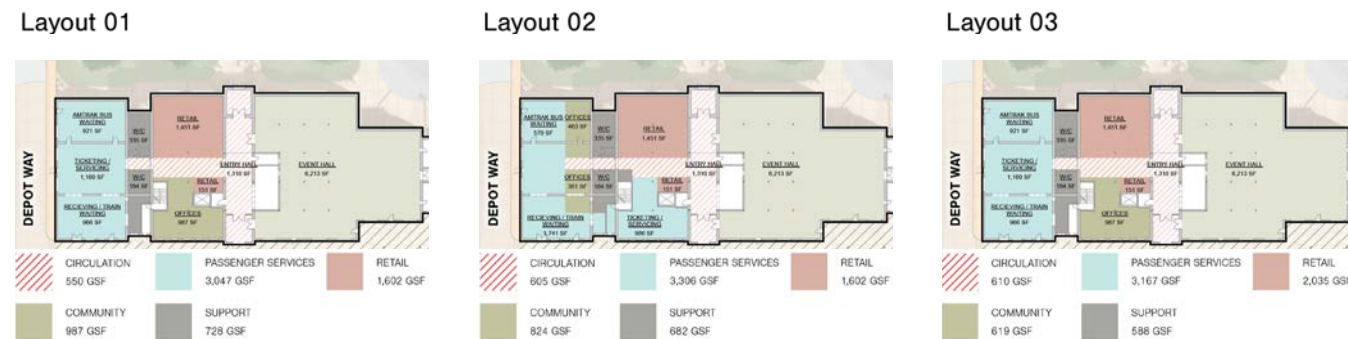 Layout 01
DEPOT WAY
AMTRAK BUS
WAITING
921 SF
W/C
335 SF
RETAIL
1,451 SF
TICKETING /
SERVICING
1,160 SF
ENTRY HALL
1,316 SF
EVENT HALL
6,213 SF
W/C
194 SF
RETAIL
151 SF
RECIEVING / TRAIN
WAITING
966 SF
OFFICES
987 SF
CIRCULATION
550 GSF
PASSENGER SERVICES
3,047 GSF
RETAIL
1,602 GSF
COMMUNITY
987 GSF
SUPPORT
728 GSF
Layout 02
DEPOT WAY
AMTRAK BUS
WAITING
579 SF
OFFICES
463 SF
W/C
335 SF
RETAIL
1,451 SF
ENTRY HALL
1,316 SF
EVENT HALL
6,213 SF
OFFICES
361 SF
W/C
194 SF
RETAIL
151 SF
RECIEVING / TRAIN
WAITING
1,741 SF
TICKETING /
SERVICING
986 SF
CIRCULATION
605 GSF
PASSENGER SERVICES
3,306 GSF
RETAIL
1,602 GSF
COMMUNITY
824 GSF
SUPPORT
682 GSF
Layout 03
DEPOT WAY
AMTRAK BUS
WAITING
921 SF
W/C
335 SF
RETAIL
1,451 SF
TICKETING /
SERVICING
1,160 SF
ENTRY HALL
1,316 SF
EVENT HALL
6,213 SF
W/C
194 SF
RETAIL
151 SF
RECIEVING / TRAIN
WAITING
966 SF
OFFICES
987 SF
CIRCULATION
610 GSF
PASSENGER SERVICES
3,167 GSF
RETAIL
2,035 GSF
COMMUNITY
619 GSF
SUPPORT
588 GSF